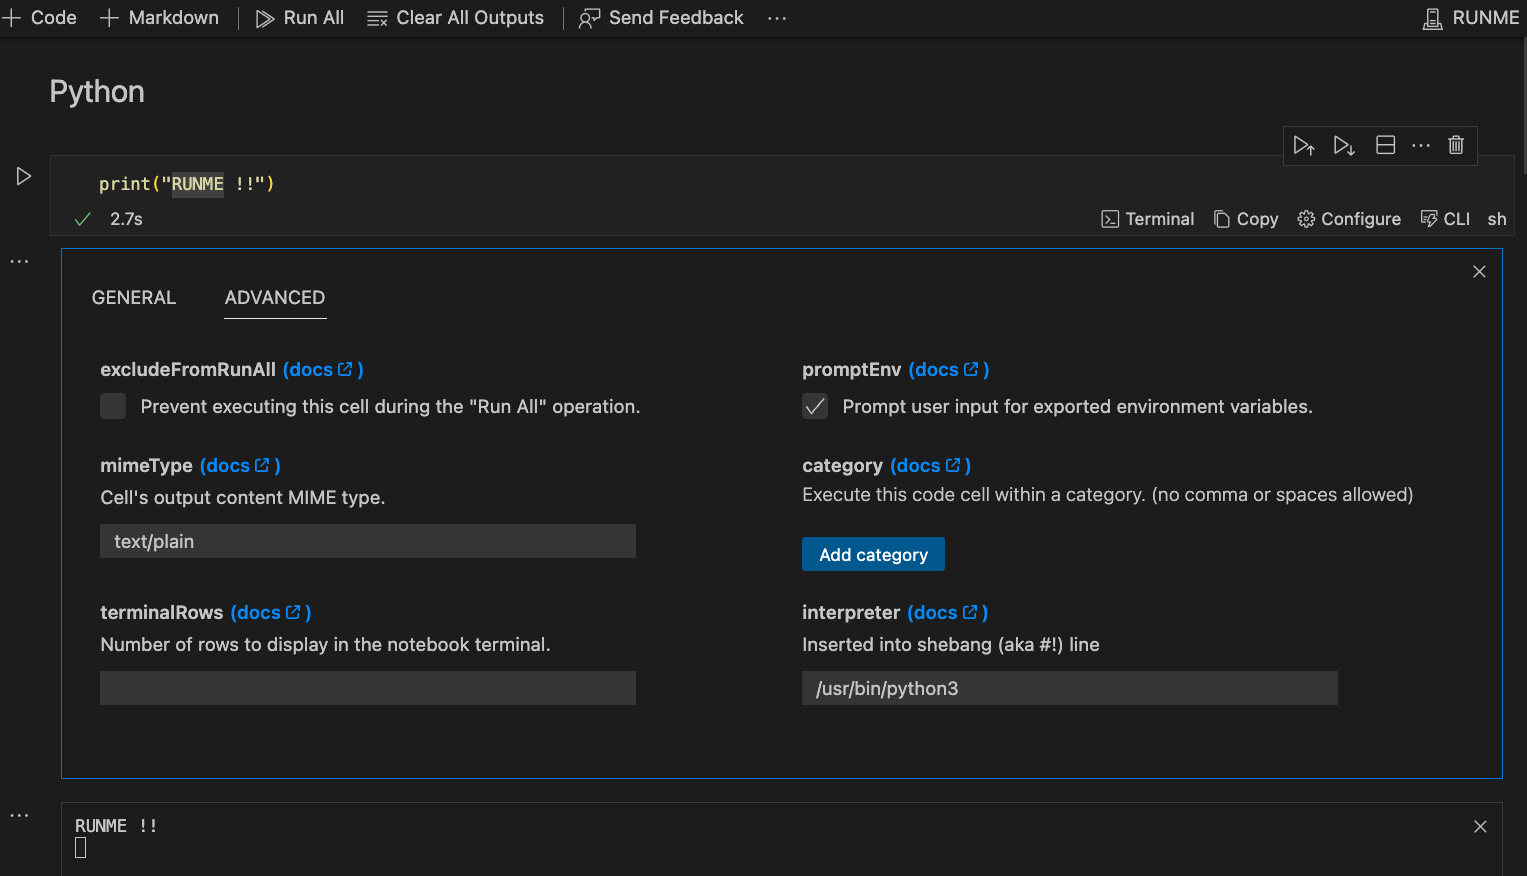 Code Markdown Run All Clear All Outputs Send Feedback ··· RUNME
Python
···
print("RUNME !!")
2.7s Terminal Copy Configure CLI sh
···
GENERAL ADVANCED
excludeFromRunAll (docs )
Prevent executing this cell during the "Run All" operation.
promptEnv (docs )
Prompt user input for exported environment variables.
mimeType (docs )
Cell's output content MIME type.
text/plain
category (docs )
Execute this code cell within a category. (no comma or spaces allowed)
Add category
terminalRows (docs )
Number of rows to display in the notebook terminal.
interpreter (docs )
Inserted into shebang (aka #!) line
/usr/bin/python3
···
RUNME !!